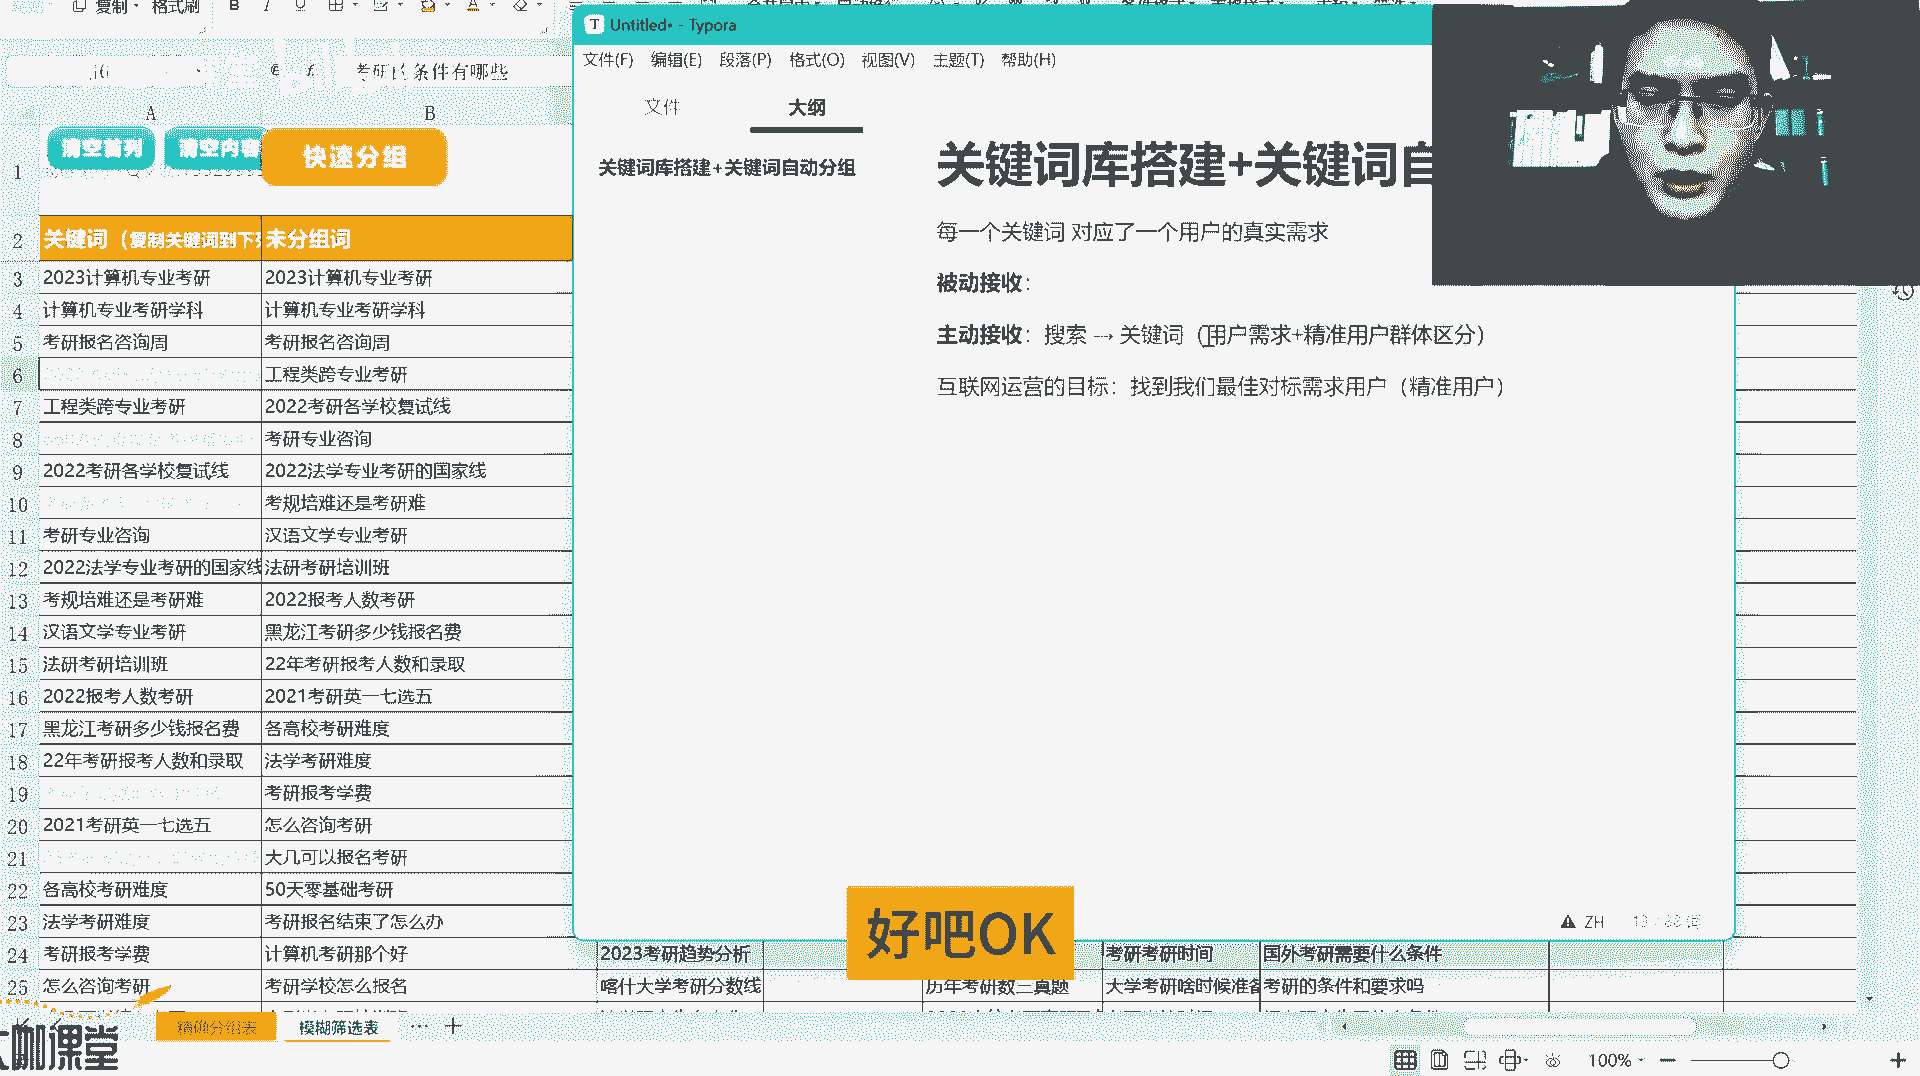 复制 格式刷 B I U A
Untitled• - Typora
文件(F) 编辑(E) 段落(P) 格式(O) 视图(V) 主题(T) 帮助(H)
考研的条件有哪些
文件 大纲
A B
关键词库搭建+关键词自动分组
关键词库搭建+关键词自
每一个关键词 对应了一个用户的真实需求
被动接收：
主动接收：搜索 → 关键词（用户需求+精准用户群体区分）
互联网运营的目标：找到我们最佳对标需求用户（精准用户）
1 清空首列 清空内容 快速分组
2 关键词（复制关键词到下 未分组词
3 2023计算机专业考研 2023计算机专业考研
4 计算机专业考研学科 计算机专业考研学科
5 考研报名咨询周 考研报名咨询周
6 工程类跨专业考研
7 工程类跨专业考研 2022考研各学校复试线
8 考研专业咨询
9 2022考研各学校复试线 2022法学专业考研的国家线
10 考规培难还是考研难
11 考研专业咨询 汉语文学专业考研
12 2022法学专业考研的国家线 法研考研培训班
13 考规培难还是考研难 2022报考人数考研
14 汉语文学专业考研 黑龙江考研多少钱报名费
15 法研考研培训班 22年考研报考人数和录取
16 2022报考人数考研 2021考研英一七选五
17 黑龙江考研多少钱报名费 各高校考研难度
18 22年考研报考人数和录取 法学考研难度
19 考研报考学费
20 2021考研英一七选五 怎么咨询考研
21 大几可以报名考研
22 各高校考研难度 50天零基础考研
23 法学考研难度 考研报名结束了怎么办
ZH
24 考研报考学费 计算机考研那个好 2023考研趋势分析 考研考研时间 国外考研需要什么条件
25 怎么咨询考研 考研学校怎么报名 喀什大学考研分数线 历年考研数三真题 大学考研啥时候准备 考研的条件和要求吗
好吧OK
精确分组表 模糊筛选表 ··· +
大咖课堂
100% − +